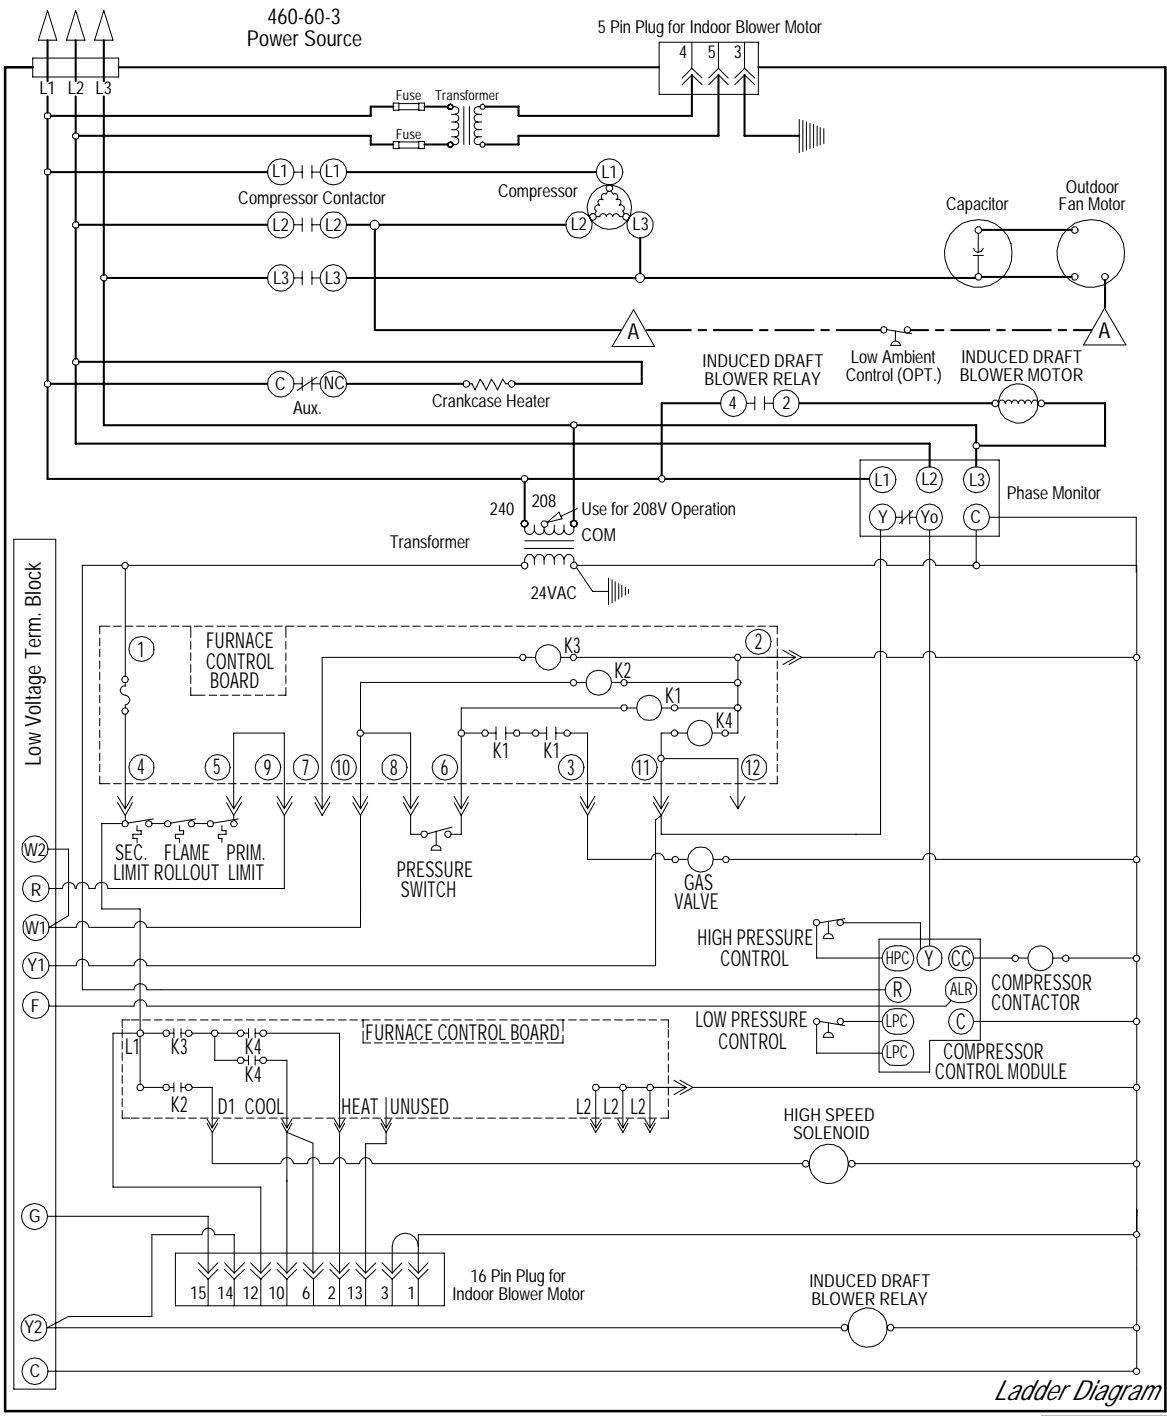 460-60-3
Power Source
5 Pin Plug for Indoor Blower Motor
4 5 3
L1 L2 L3
Fuse Transformer
Fuse
L1 L1 L1
Compressor Contactor Compressor
L2 L2 L2 L3
Capacitor
Outdoor
Fan Motor
L3 L3
A A
Low Ambient
Control (OPT.)
INDUCED DRAFT
BLOWER RELAY
INDUCED DRAFT
BLOWER MOTOR
C NC
Aux.
Crankcase Heater
4 2
L1 L2 L3
Phase Monitor
Y Yo C
240 208 Use for 208V Operation
COM
Transformer
24VAC
Low Voltage Term. Block
FURNACE
CONTROL
BOARD
1 2
K3
K2
K1
K4
K1 K1
4 5 9 7 10 8 6 3 11 12
SEC.
LIMIT
FLAME
ROLLOUT
PRIM.
LIMIT
PRESSURE
SWITCH
GAS
VALVE
W2
R
W1
Y1
F
HIGH PRESSURE
CONTROL
HPC Y CC
R ALR
LPC C
LPC
COMPRESSOR
CONTACTOR
LOW PRESSURE
CONTROL
COMPRESSOR
CONTROL MODULE
FURNACE CONTROL BOARD
L1 K3 K4
K4
K2
D1 COOL HEAT UNUSED
L2 L2 L2
HIGH SPEED
SOLENOID
G
15 14 12 10 6 2 13 3 1
16 Pin Plug for
Indoor Blower Motor
INDUCED DRAFT
BLOWER RELAY
Y2
C
Ladder Diagram